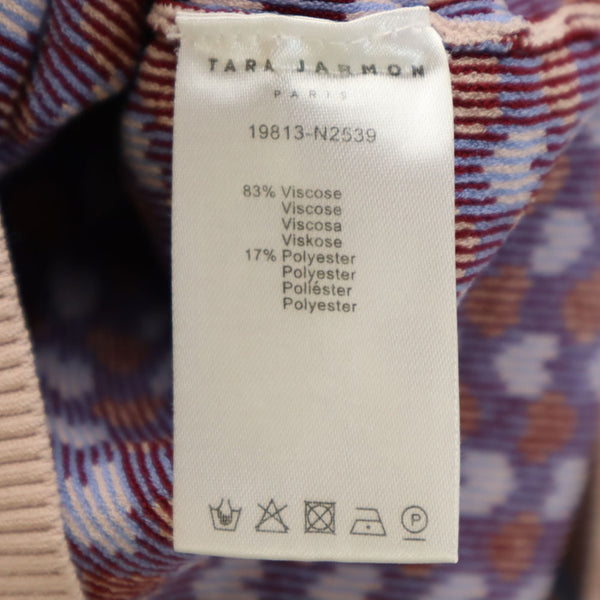 TARA JARMON
PARIS
19813-N2539
83% Viscose
Viscose
Viscosa
Viskose
17% Polyester
Polyester
Poliéster
Polyester
P